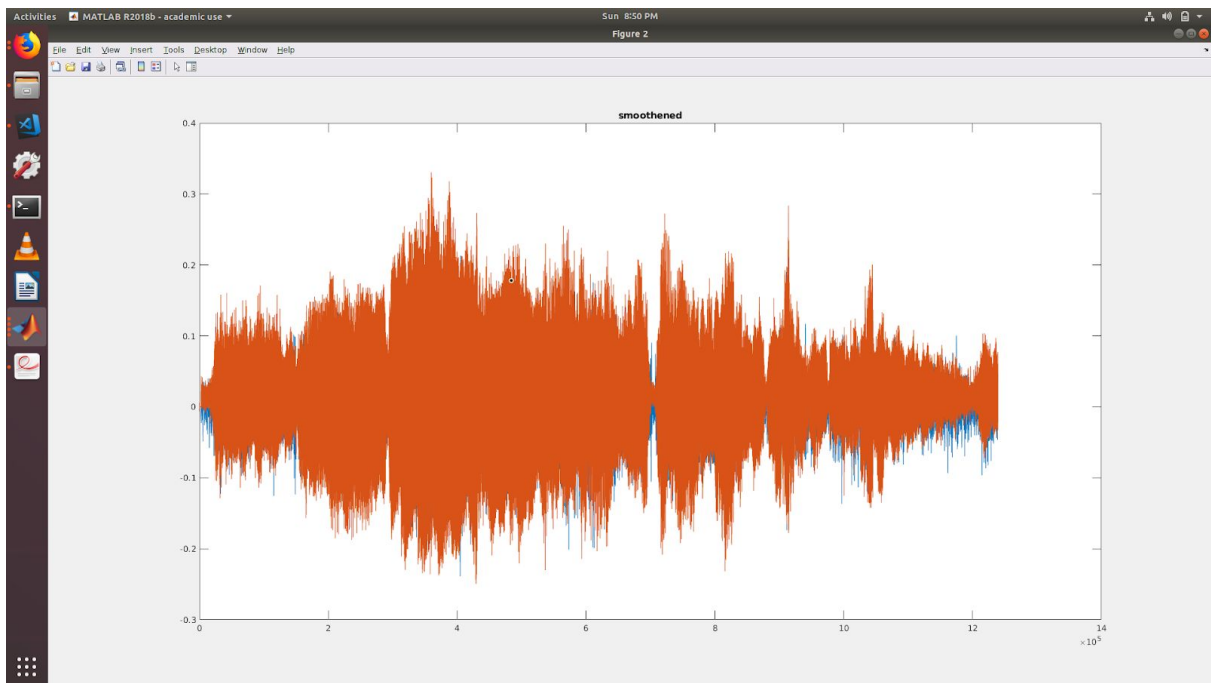 Activities MATLAB R2018b - academic use Sun 8:50 PM
Figure 2
File Edit View Insert Tools Desktop Window Help
smoothened
0.4
0.3
0.2
0.1
0
-0.1
-0.2
-0.3
0 2 4 6 8 10 12 14
×10^5